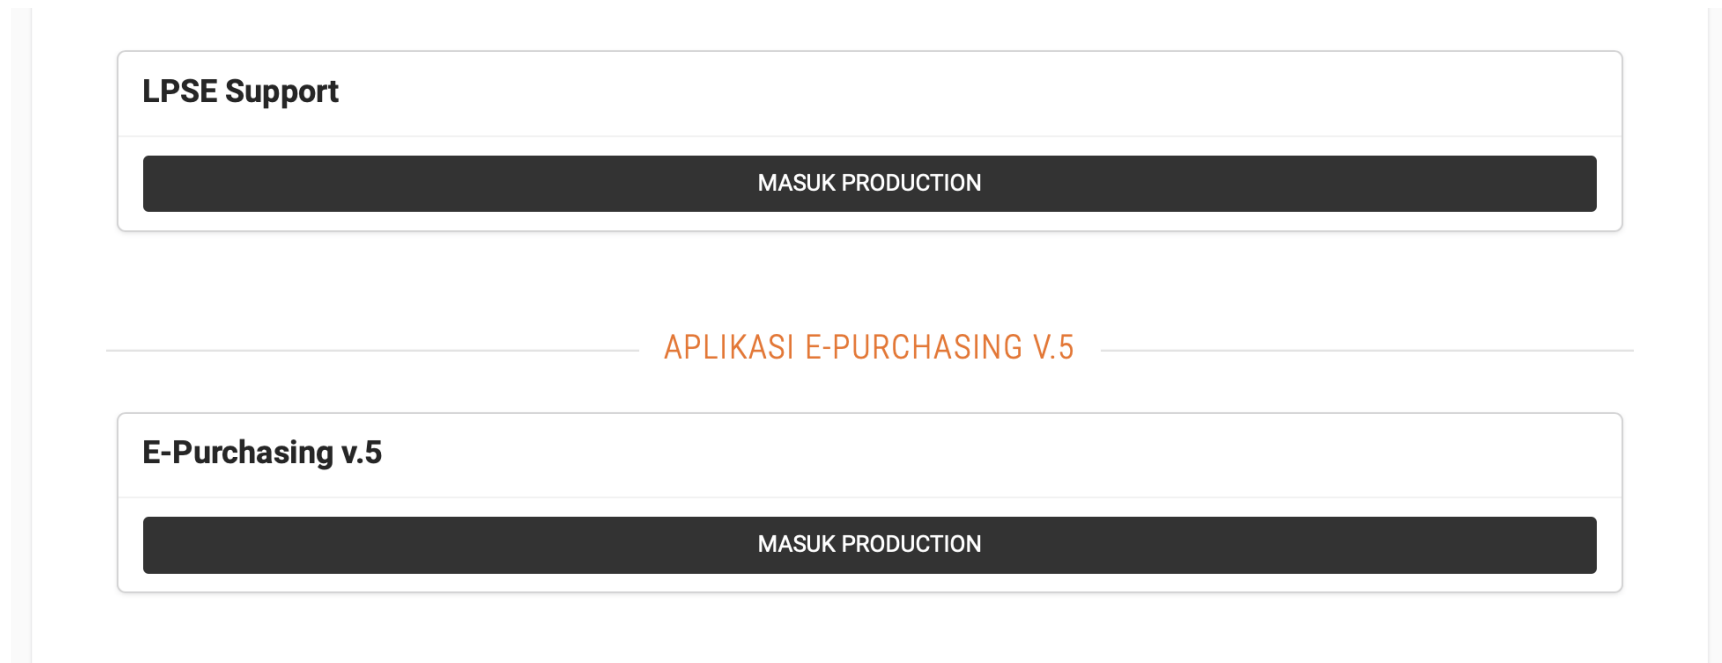 LPSE Support
MASUK PRODUCTION
APLIKASI E-PURCHASING V.5
E-Purchasing v.5
MASUK PRODUCTION